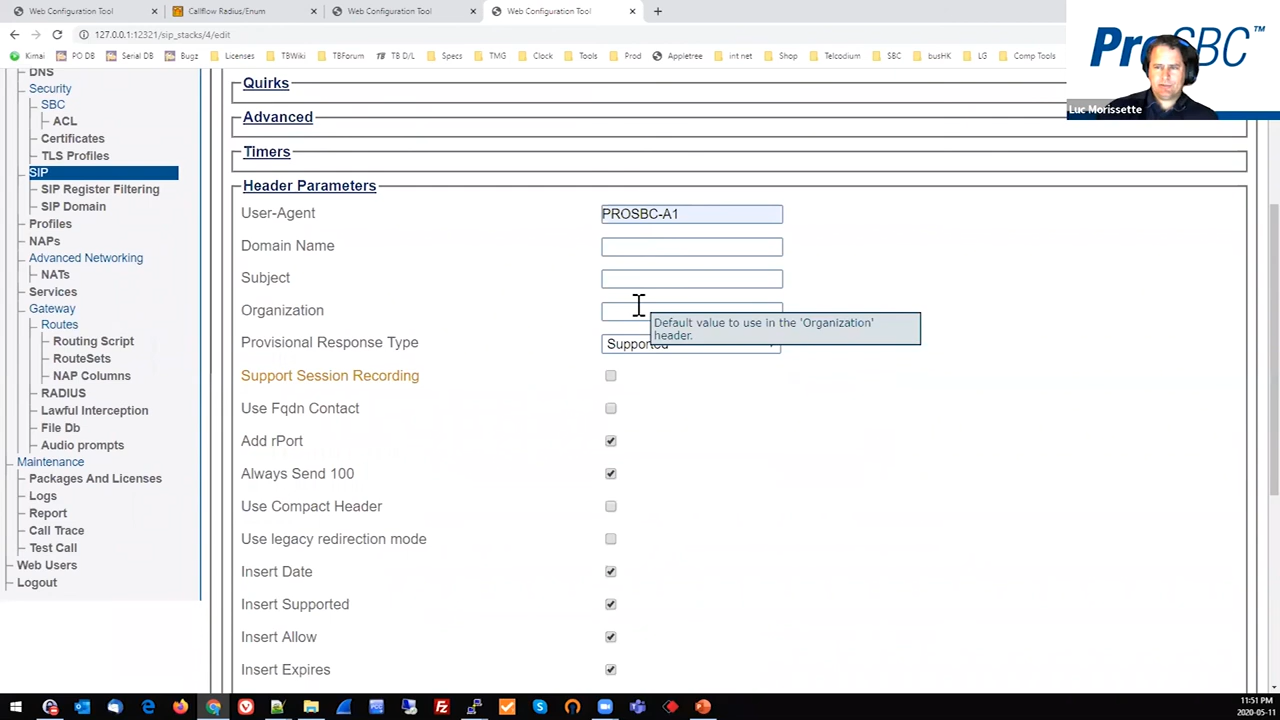 Web Configuration Tool
Callflow Radius/Enum
Web Configuration Tool
Web Configuration Tool
127.0.0.1:12321/sip_stacks/4/edit
Kimai
PO DB
Serial DB
Bugz
Licenses
TBWiki
TBForum
TB D/L
Specs
TMG
Clock
Tools
Prod
Appletree
int net
Shop
Telcodium
SBC
busHK
LG
Comp Tools
ProSBC™
Luc Morissette
DNS
Security
SBC
ACL
Certificates
TLS Profiles
SIP
SIP Register Filtering
SIP Domain
Profiles
NAPs
Advanced Networking
NATs
Services
Gateway
Routes
Routing Script
RouteSets
NAP Columns
RADIUS
Lawful Interception
File Db
Audio prompts
Maintenance
Packages And Licenses
Logs
Report
Call Trace
Test Call
Web Users
Logout
Quirks
Advanced
Timers
Header Parameters
User-Agent PROSBC-A1
Domain Name
Subject
Organization
Default value to use in the 'Organization'
header.
Provisional Response Type Supported
Support Session Recording
Use Fqdn Contact
Add rPort
Always Send 100
Use Compact Header
Use legacy redirection mode
Insert Date
Insert Supported
Insert Allow
Insert Expires
11:51 PM
2020-05-11